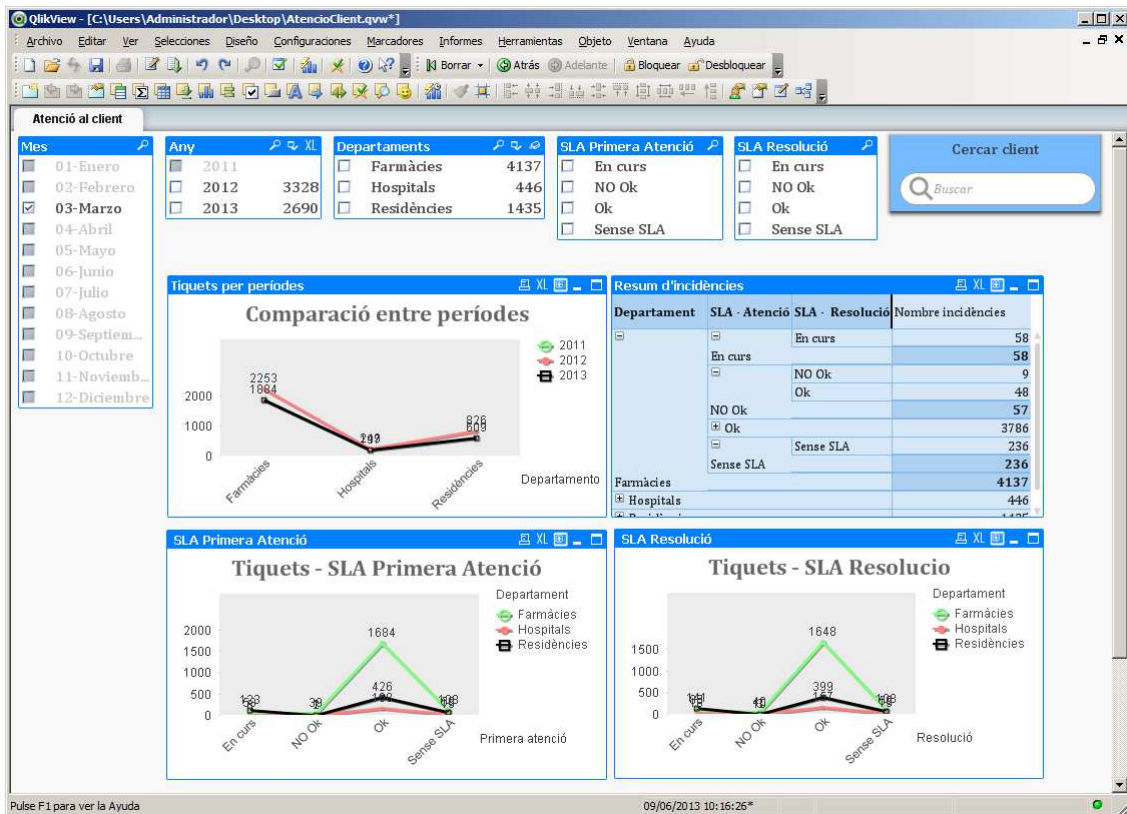 QlikView - [C:\Users\Administrador\Desktop\AtencioClient.qvw*]
Archivo Editar Ver Selecciones Diseño Configuraciones Marcadores Informes Herramientas Objeto Ventana Ayuda
Borrar Atrás Adelante Bloquear Desbloquear
Atenció al client
Mes
01-Enero
02-Febrero
03-Marzo
04-Abril
05-Mayo
06-Junio
07-Julio
08-Agosto
09-Septiem...
10-Octubre
11-Noviemb...
12-Diciembre
Any XL
2011
2012 3328
2013 2690
Departaments
Farmàcies 4137
Hospitals 446
Residències 1435
SLA Primera Atenció
En curs
NO Ok
Ok
Sense SLA
SLA Resolució
En curs
NO Ok
Ok
Sense SLA
Cercar client
Buscar
Tiquets per períodes XL
Comparació entre períodes
2011
2012
2013
2253
1884
826
609
2000
1000
0
Farmàcies
Hospitals
Residències
Departamento
Resum d'incidències XL
Departament SLA - Atenció SLA - Resolució Nombre incidències
En curs 58
En curs 58
NO Ok 9
Ok 48
NO Ok 57
Ok 3786
Sense SLA 236
Sense SLA 236
Farmàcies 4137
Hospitals 446
SLA Primera Atenció XL
Tiquets - SLA Primera Atenció
Departament
Farmàcies
Hospitals
Residències
1684
426
2000
1500
1000
500
0
En curs
NO Ok
Ok
Sense SLA
Primera atenció
SLA Resolució XL
Tiquets - SLA Resolucio
Departament
Farmàcies
Hospitals
Residències
1648
399
1500
1000
500
0
En curs
NO Ok
Ok
Sense SLA
Resolució
Pulse F1 para ver la Ayuda
09/06/2013 10:16:26*